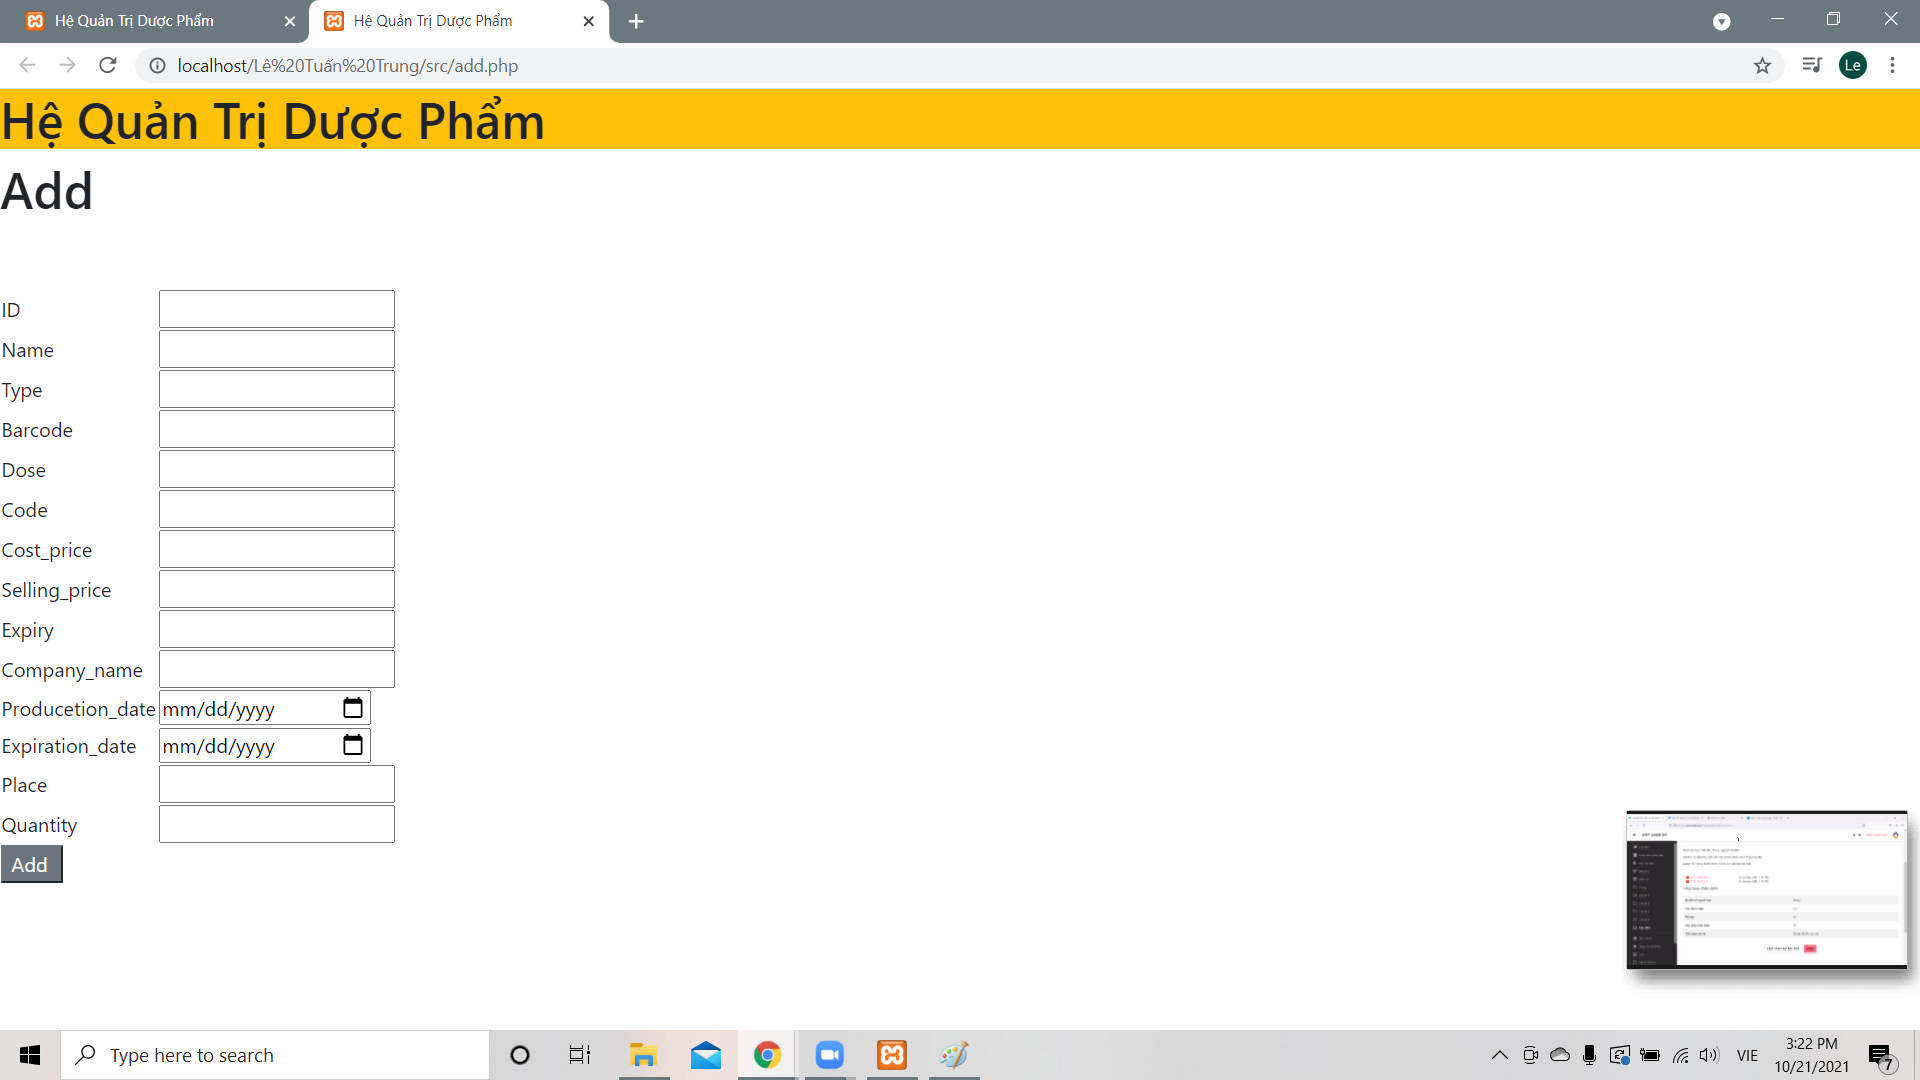 Hệ Quản Trị Dược Phẩm
Hệ Quản Trị Dược Phẩm
localhost/Lê%20Tuấn%20Trung/src/add.php
Le
Hệ Quản Trị Dược Phẩm
Add
ID
Name
Type
Barcode
Dose
Code
Cost_price
Selling_price
Expiry
Company_name
Producetion_date mm/dd/yyyy
Expiration_date mm/dd/yyyy
Place
Quantity
Add
Type here to search
VIE
3:22 PM
10/21/2021
7